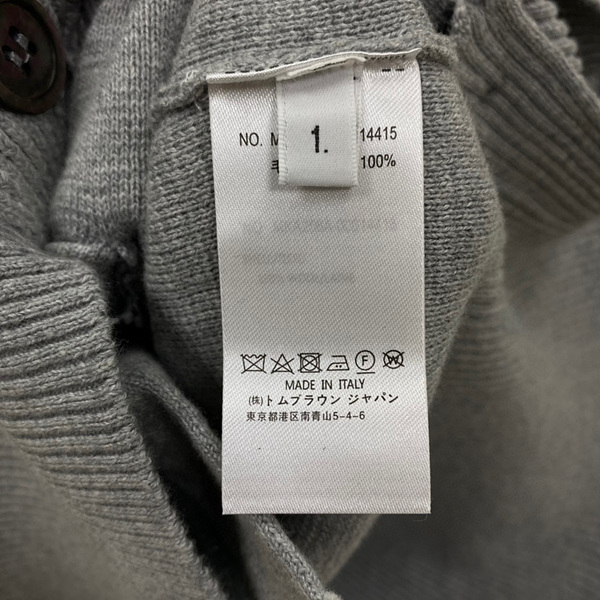 NO. M 14415
1.
毛 100%
MADE IN ITALY
(株)トムブラウン ジャパン
東京都港区南青山5-4-6